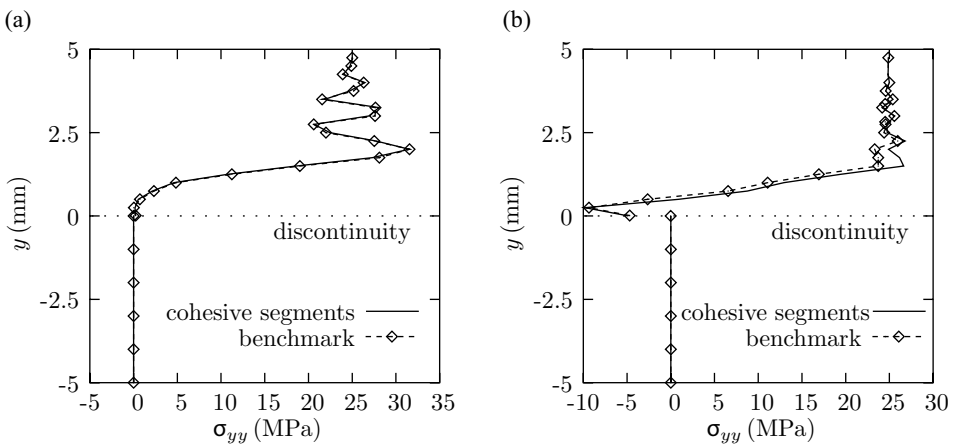 (a)
5
2.5
0
-2.5
-5
y (mm)
discontinuity
cohesive segments
benchmark
-5 0 5 10 15 20 25 30 35
σyy (MPa)
(b)
5
2.5
0
-2.5
-5
y (mm)
discontinuity
cohesive segments
benchmark
-10 -5 0 5 10 15 20 25 30
σyy (MPa)